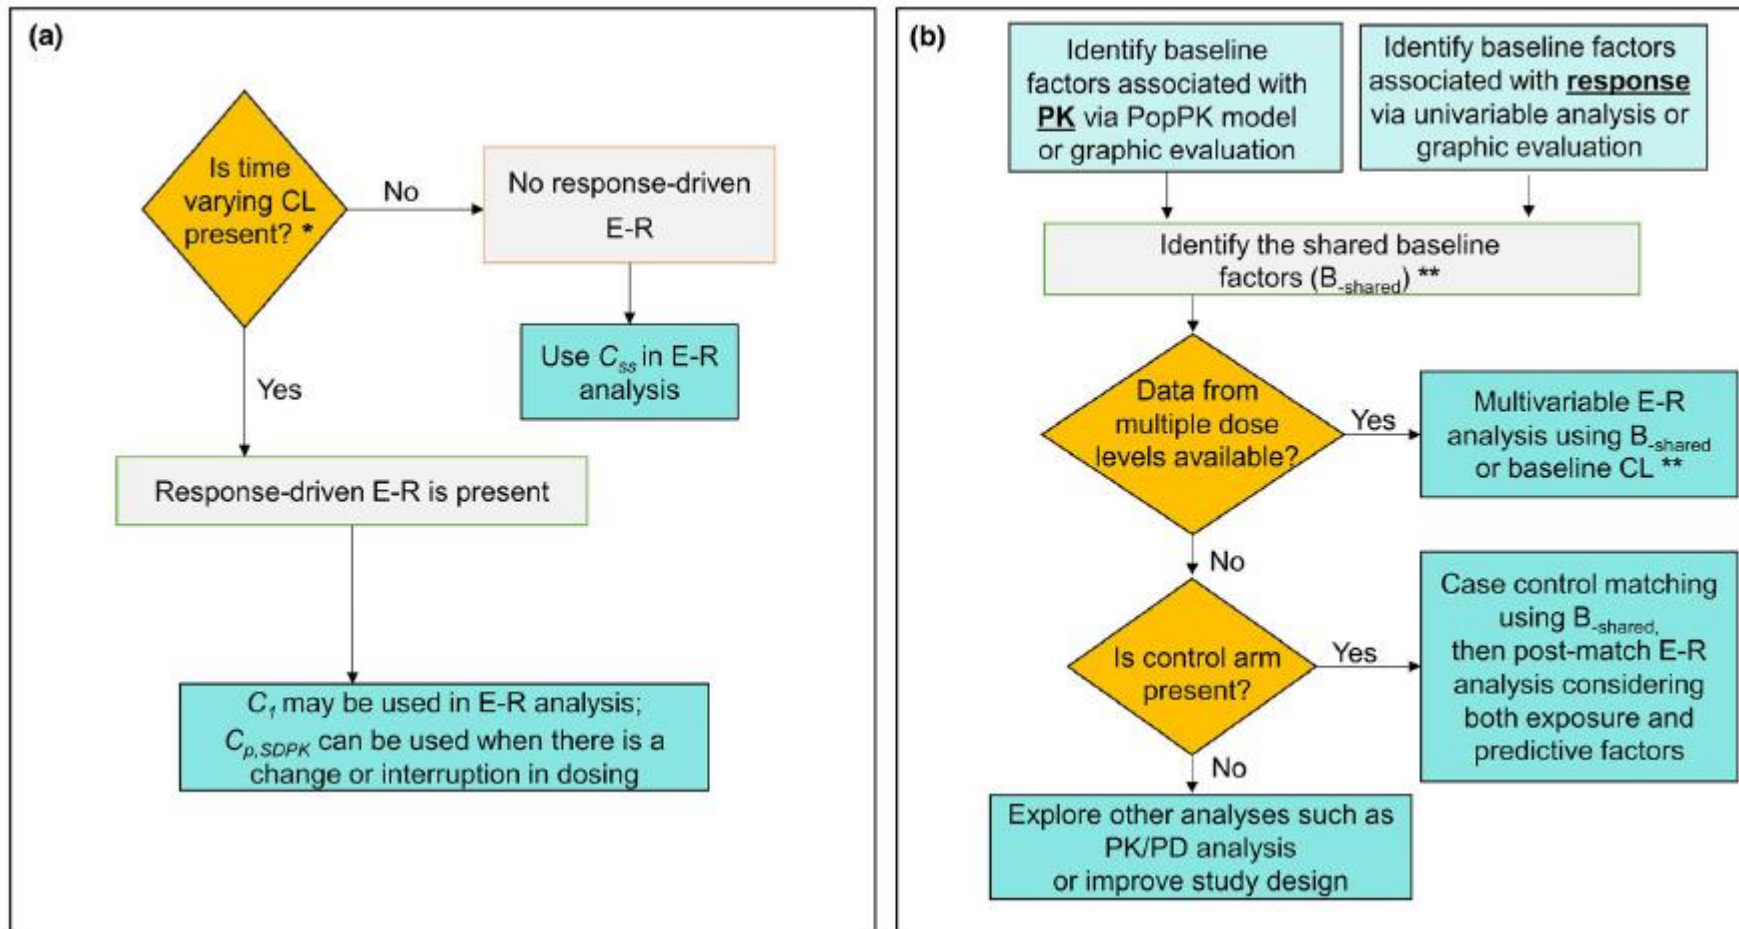 (a)
Is time
varying CL
present? *
No
No response-driven
E-R
Use Css in E-R
analysis
Yes
Response-driven E-R is present
C1 may be used in E-R analysis;
Cp,SDPK can be used when there is a
change or interruption in dosing
(b)
Identify baseline
factors associated with
PK via PopPK model
or graphic evaluation
Identify baseline factors
associated with response
via univariable analysis or
graphic evaluation
Identify the shared baseline
factors (B-shared) **
Data from
multiple dose
levels available?
Yes
Multivariable E-R
analysis using B-shared
or baseline CL **
No
Is control arm
present?
Yes
Case control matching
using B-shared,
then post-match E-R
analysis considering
both exposure and
predictive factors
No
Explore other analyses such as
PK/PD analysis
or improve study design